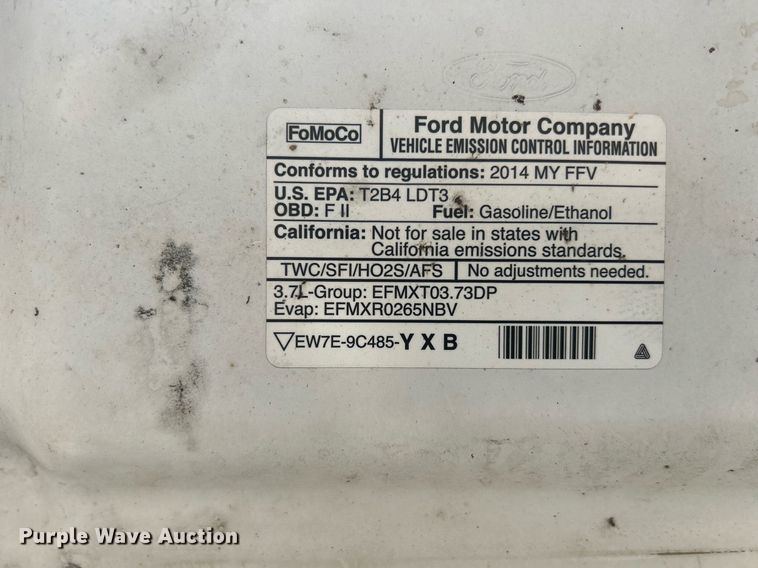 Ford
FoMoCo
Ford Motor Company
VEHICLE EMISSION CONTROL INFORMATION
Conforms to regulations: 2014 MY FFV
U.S. EPA: T2B4 LDT3
OBD: F II Fuel: Gasoline/Ethanol
California: Not for sale in states with
California emissions standards.
TWC/SFI/HO2S/AFS No adjustments needed.
3.7L-Group: EFMXT03.73DP
Evap: EFMXR0265NBV
EW7E-9C485-Y X B
Purple Wave Auction